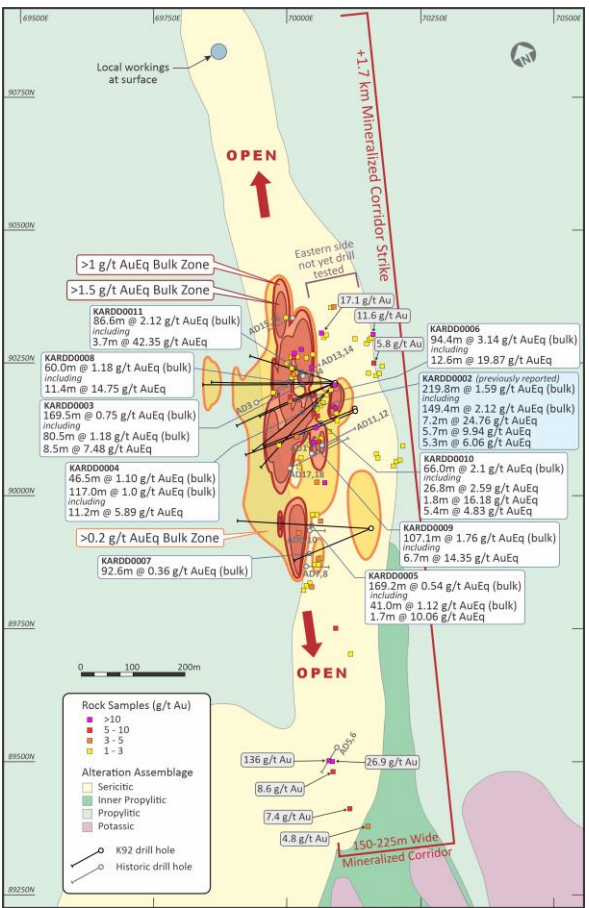 69500E
69750E
70000E
70250E
70500E
Local workings
at surface
N
+1.7 km Mineralized Corridor Strike
90750N
OPEN
90500N
Eastern side
not yet drill
tested
>1 g/t AuEq Bulk Zone
>1.5 g/t AuEq Bulk Zone
17.1 g/t Au
11.6 g/t Au
5.8 g/t Au
KARDD0011
86.6m @ 2.12 g/t AuEq (bulk)
including
3.7m @ 42.35 g/t AuEq
AD13,14
KARDD0006
94.4m @ 3.14 g/t AuEq (bulk)
including
12.6m @ 19.87 g/t AuEq
90250N
KARDD0008
60.0m @ 1.18 g/t AuEq (bulk)
including
11.4m @ 14.75 g/t AuEq
KARDD0002 (previously reported)
219.8m @ 1.59 g/t AuEq (bulk)
including
149.4m @ 2.12 g/t AuEq (bulk)
7.2m @ 24.76 g/t AuEq
5.7m @ 9.94 g/t AuEq
5.3m @ 6.06 g/t AuEq
KARDD0003
169.5m @ 0.75 g/t AuEq (bulk)
including
80.5m @ 1.18 g/t AuEq (bulk)
8.5m @ 7.48 g/t AuEq
AD3
AD11,12
KARDD0004
46.5m @ 1.10 g/t AuEq (bulk)
117.0m @ 1.0 g/t AuEq (bulk)
including
11.2m @ 5.89 g/t AuEq
AD17,18
KARDD0010
66.0m @ 2.1 g/t AuEq (bulk)
including
26.8m @ 2.59 g/t AuEq
1.8m @ 16.18 g/t AuEq
5.4m @ 4.83 g/t AuEq
90000N
>0.2 g/t AuEq Bulk Zone
KARDD0009
107.1m @ 1.76 g/t AuEq (bulk)
including
6.7m @ 14.35 g/t AuEq
KARDD0007
92.6m @ 0.36 g/t AuEq (bulk)
AD7,8
KARDD0005
169.2m @ 0.54 g/t AuEq (bulk)
including
41.0m @ 1.12 g/t AuEq (bulk)
1.7m @ 10.06 g/t AuEq
89750N
OPEN
0 100 200m
Rock Samples (g/t Au)
>10
5 - 10
3 - 5
1 - 3
Alteration Assemblage
Sericitic
Inner Propylitic
Propylitic
Potassic
K92 drill hole
Historic drill hole
AD5,6
89500N
136 g/t Au
26.9 g/t Au
8.6 g/t Au
7.4 g/t Au
4.8 g/t Au
150-225m Wide
Mineralized Corridor
89250N